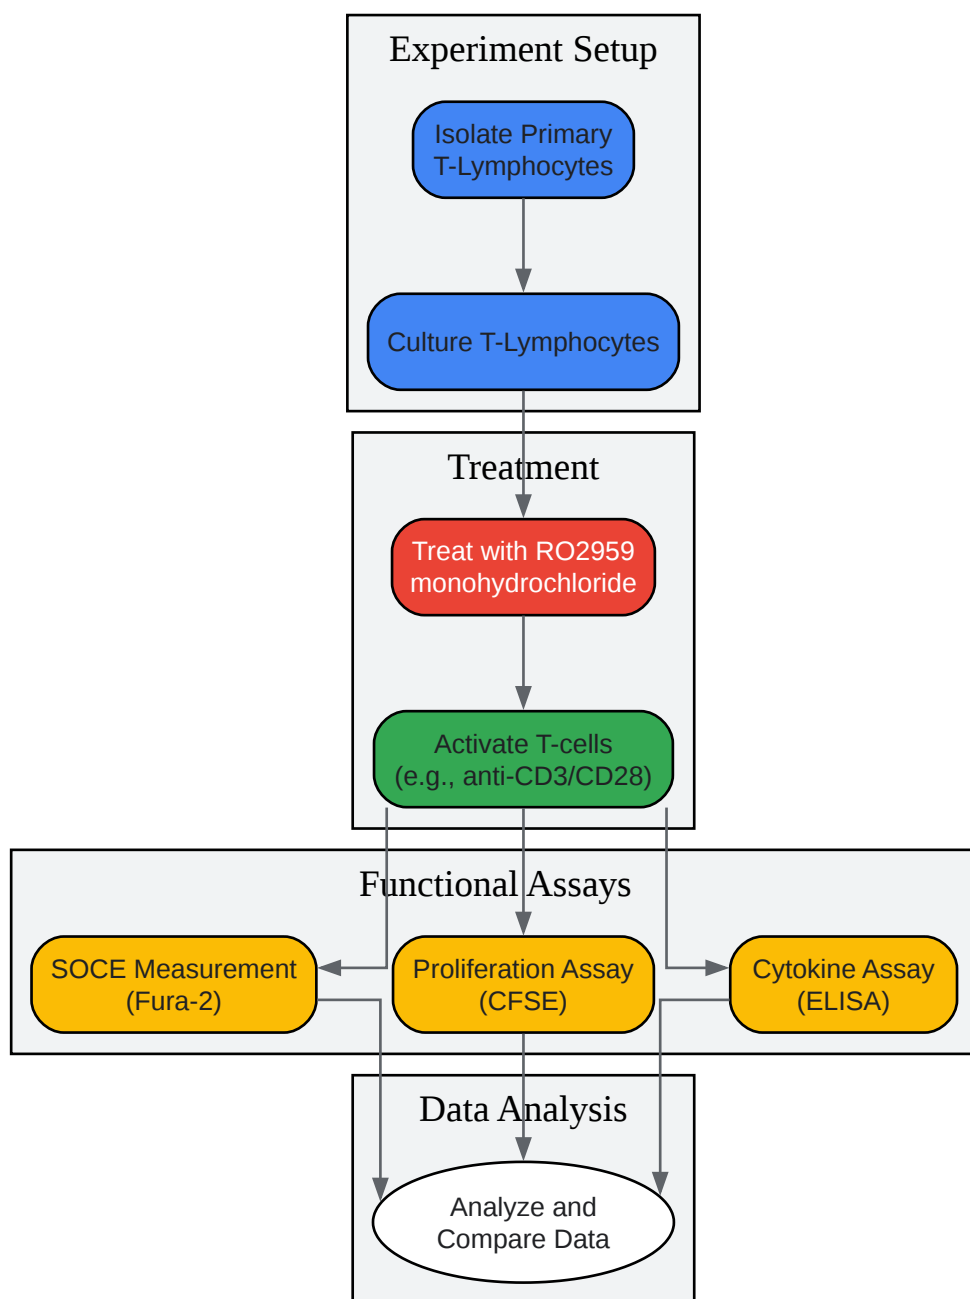 Experiment Setup
Isolate Primary
T-Lymphocytes
Culture T-Lymphocytes
Treatment
Treat with RO2959
monohydrochloride
Activate T-cells
(e.g., anti-CD3/CD28)
Functional Assays
SOCE Measurement
(Fura-2)
Proliferation Assay
(CFSE)
Cytokine Assay
(ELISA)
Data Analysis
Analyze and
Compare Data